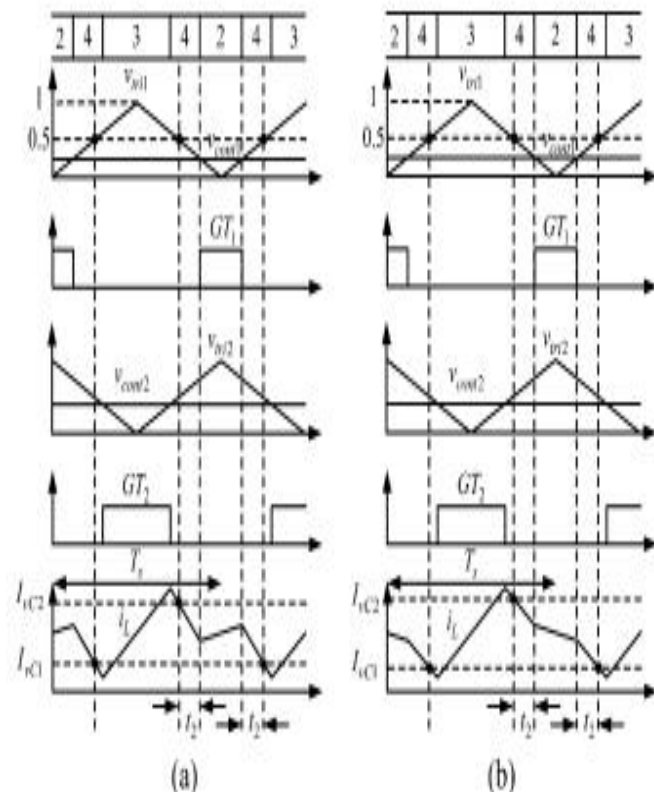 2 4 3 4 2 4 3
v_tri1
1
0.5
v_cont1
GT_1
v_tri2
v_cont2
GT_2
T_s
I_vC2
i_L
I_vC1
t_2 t_2
(a)
2 4 3 4 2 4 3
v_tri1
1
0.5
v_cont1
GT_1
v_tri2
v_cont2
GT_2
T_s
I_vC2
i_L
I_vC1
t_2 t_2
(b)